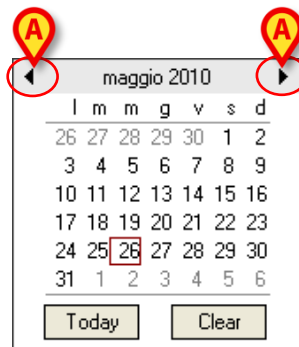 A A
maggio 2010
l m m g v s d
26 27 28 29 30 1 2
3 4 5 6 7 8 9
10 11 12 13 14 15 16
17 18 19 20 21 22 23
24 25 26 27 28 29 30
31 1 2 3 4 5 6
Today Clear